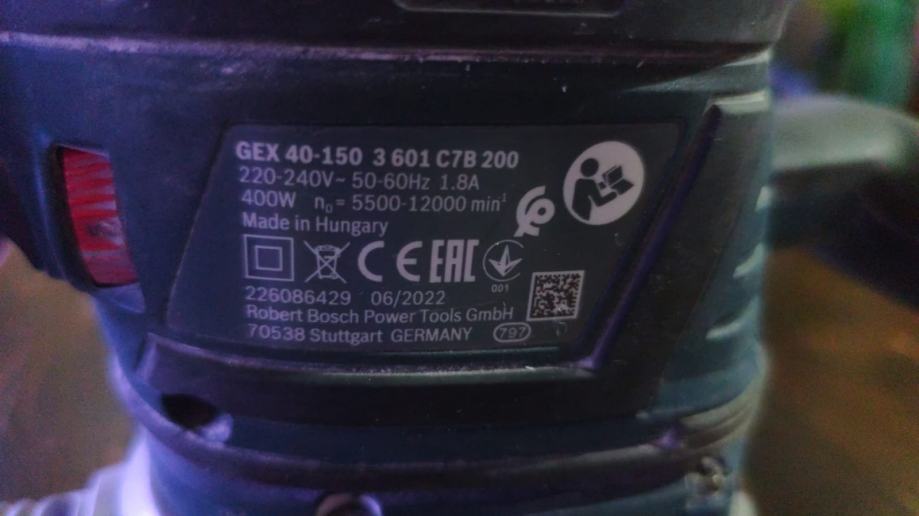 GEX 40-150 3 601 C7B 200
220-240V~ 50-60Hz 1.8A
400W n₀ = 5500-12000 min⁻¹
Made in Hungary
CE EAC
001
226086429 06/2022
Robert Bosch Power Tools GmbH
70538 Stuttgart GERMANY 797